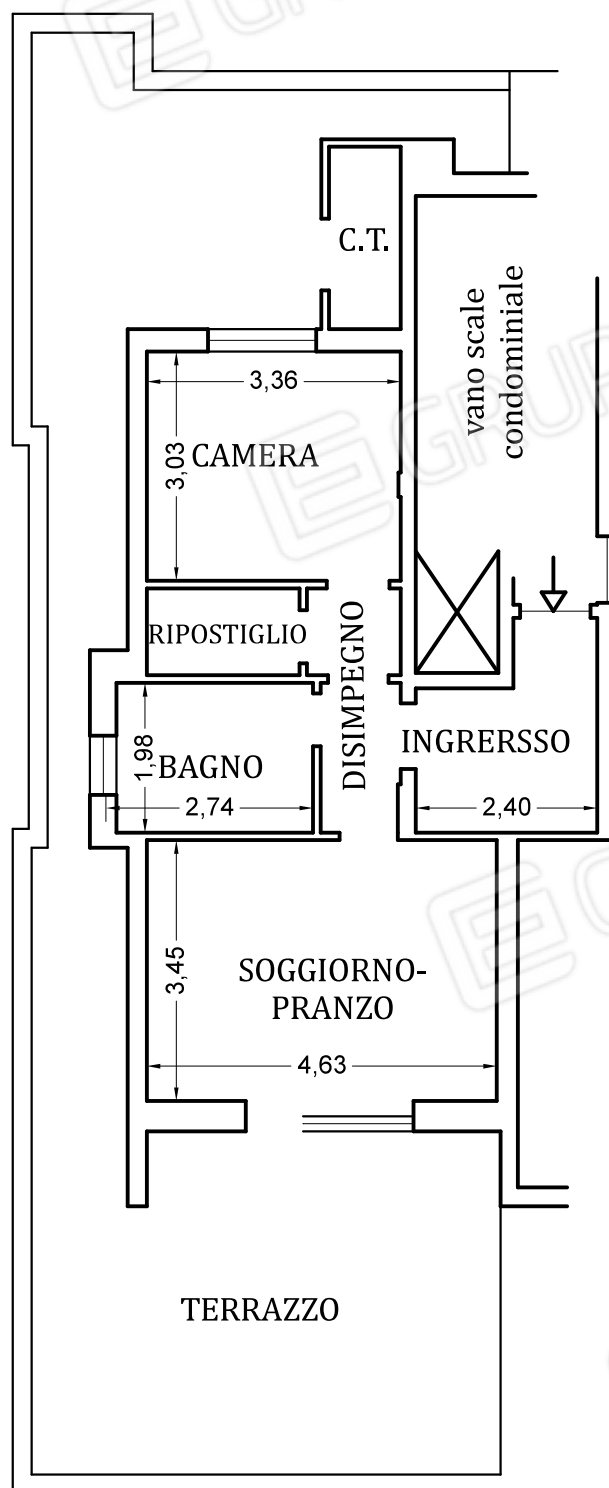 C.T.
vano scale
condominiale
3,36
3,03
CAMERA
RIPOSTIGLIO
DISIMPEGNO
INGRERSSO
1,98
BAGNO
2,74
2,40
3,45
SOGGIORNO-
PRANZO
4,63
TERRAZZO
GRUP